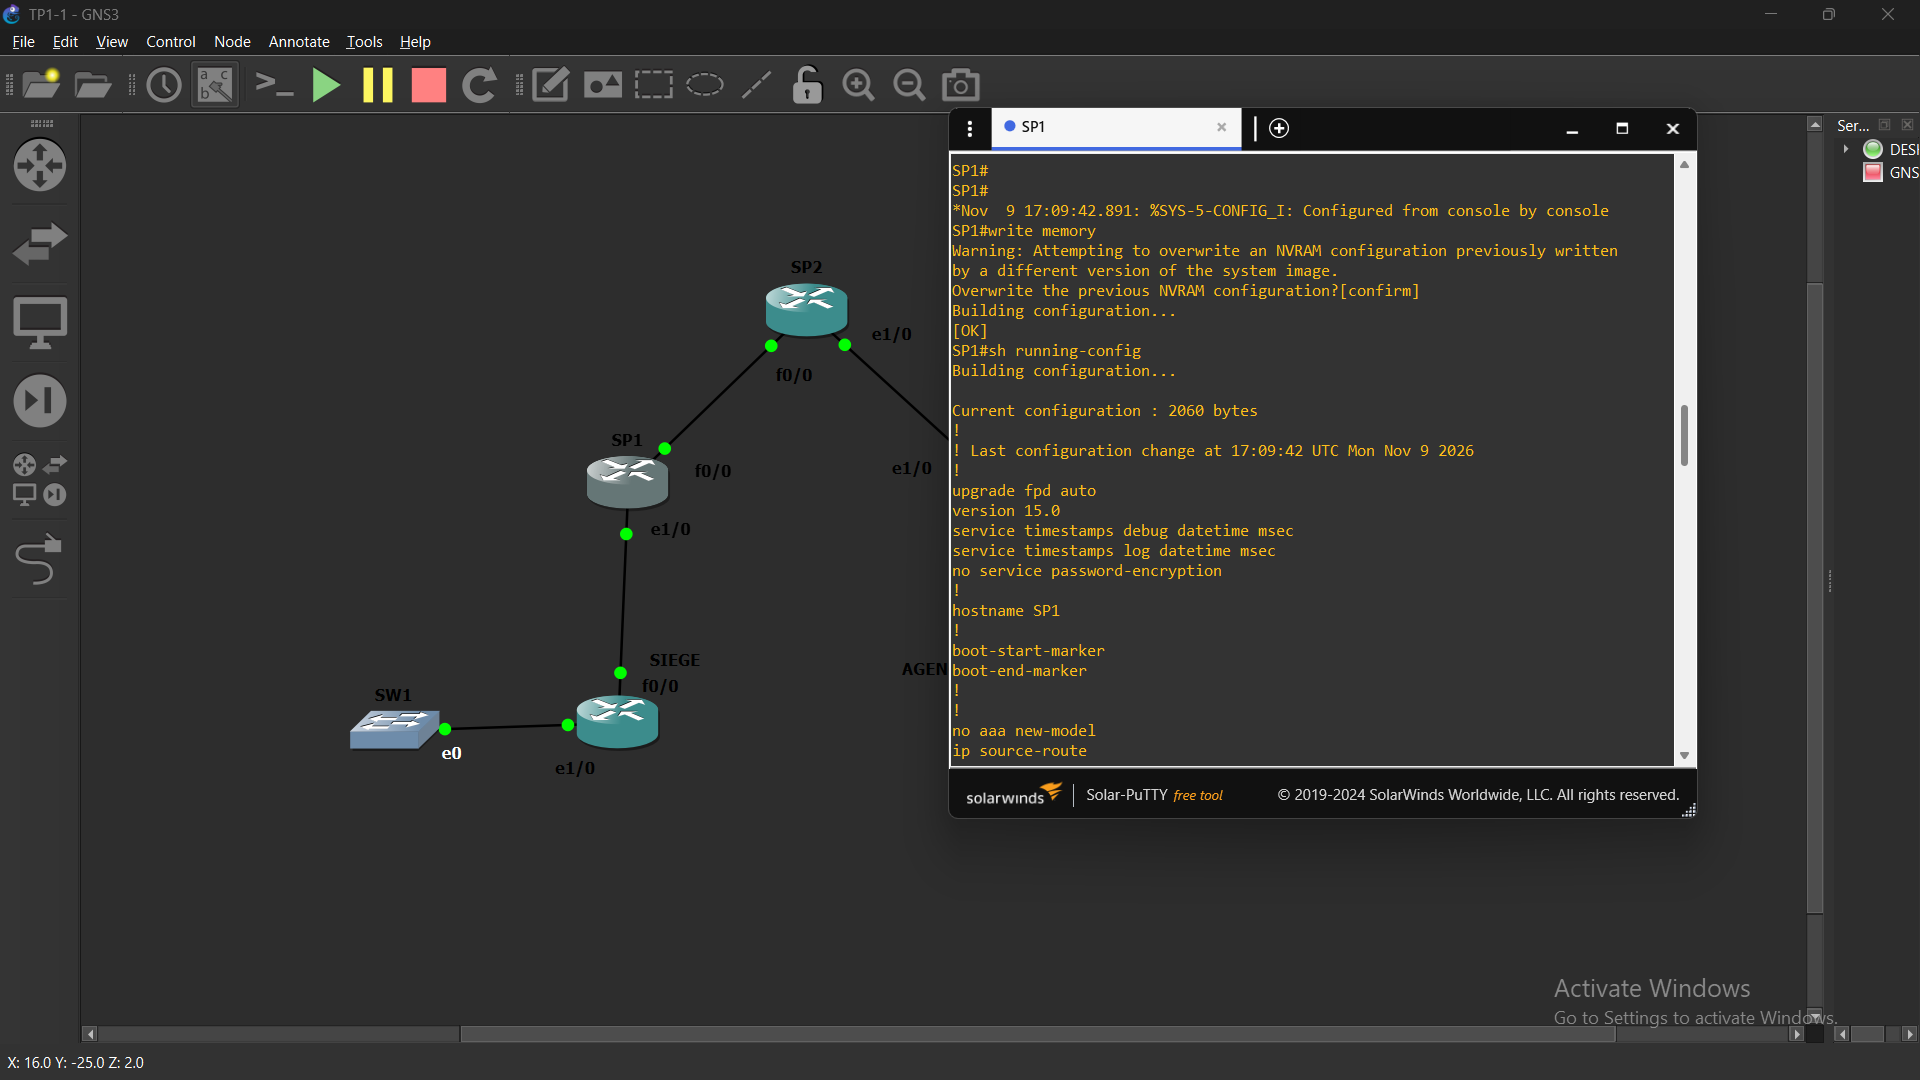 TP1-1 - GNS3
File Edit View Control Node Annotate Tools Help
SP1
Ser...
DESI
GNS
SP1#
SP1#
*Nov  9 17:09:42.891: %SYS-5-CONFIG_I: Configured from console by console
SP1#write memory
Warning: Attempting to overwrite an NVRAM configuration previously written
by a different version of the system image.
Overwrite the previous NVRAM configuration?[confirm]
Building configuration...
[OK]
SP1#sh running-config
Building configuration...
Current configuration : 2060 bytes
!
! Last configuration change at 17:09:42 UTC Mon Nov 9 2026
!
upgrade fpd auto
version 15.0
service timestamps debug datetime msec
service timestamps log datetime msec
no service password-encryption
!
hostname SP1
!
boot-start-marker
boot-end-marker
!
!
no aaa new-model
ip source-route
solarwinds
Solar-PuTTY free tool
© 2019-2024 SolarWinds Worldwide, LLC. All rights reserved.
SP2
e1/0
f0/0
SP1
f0/0
e1/0
e1/0
SIEGE
f0/0
AGEN
SW1
e0
e1/0
Activate Windows
Go to Settings to activate Windows.
X: 16.0 Y: -25.0 Z: 2.0